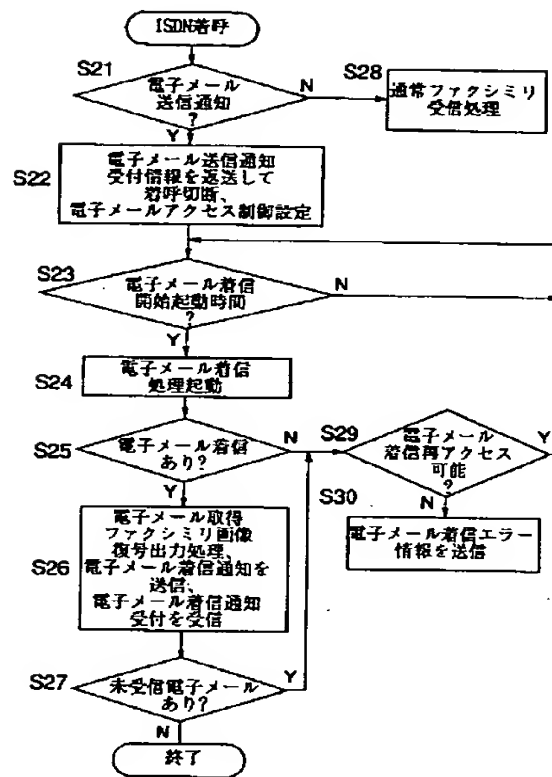 ISDN着呼
S21
電子メール
送信通知
?
N
Y
S28
通常ファクシミリ
受信処理
S22
電子メール送信通知
受付情報を返送して
着呼切断、
電子メールアクセス制御設定
S23
電子メール着信
開始起動時間
?
N
Y
S24
電子メール着信
処理起動
S25
電子メール着信
あり?
N
Y
S29
電子メール
着信再アクセス
可能
?
Y
N
S30
電子メール着信エラー
情報を送信
S26
電子メール取得
ファクシミリ画像
復号出力処理、
電子メール着信通知を
送信、
電子メール着信通知
受付を受信
S27
未受信電子メール
あり?
Y
N
終了